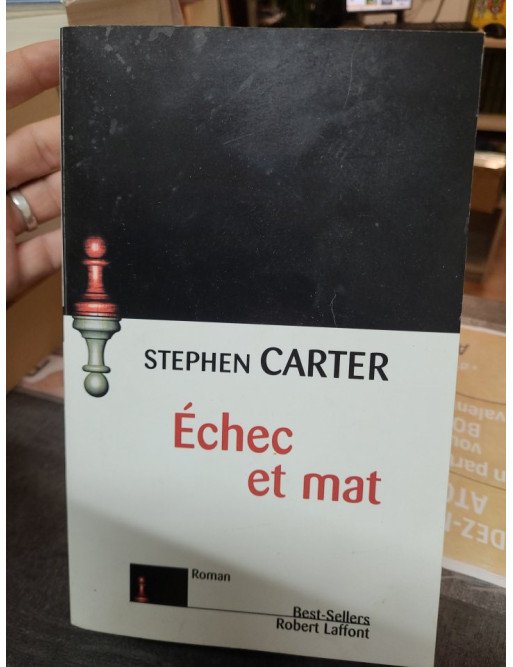 STEPHEN CARTER
Échec
et mat
Roman
Best-Sellers
Robert Laffont